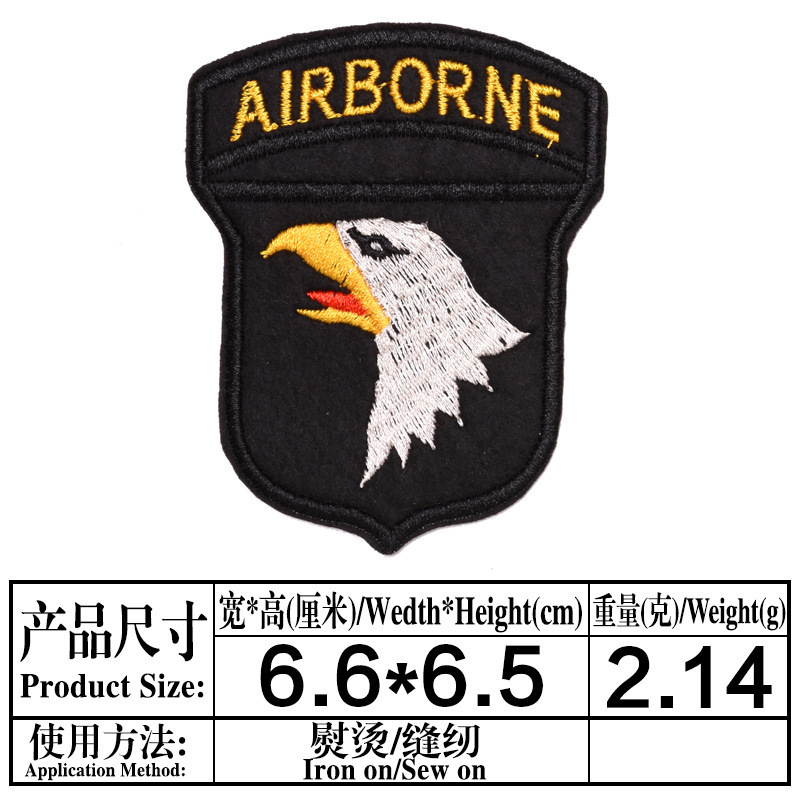 AIRBORNE
产品尺寸
Product Size:
宽*高(厘米)/Wedth*Height(cm)
重量(克)/Weight(g)
6.6*6.5
2.14
使用方法:
Application Method:
熨烫/缝纫
Iron on/Sew on